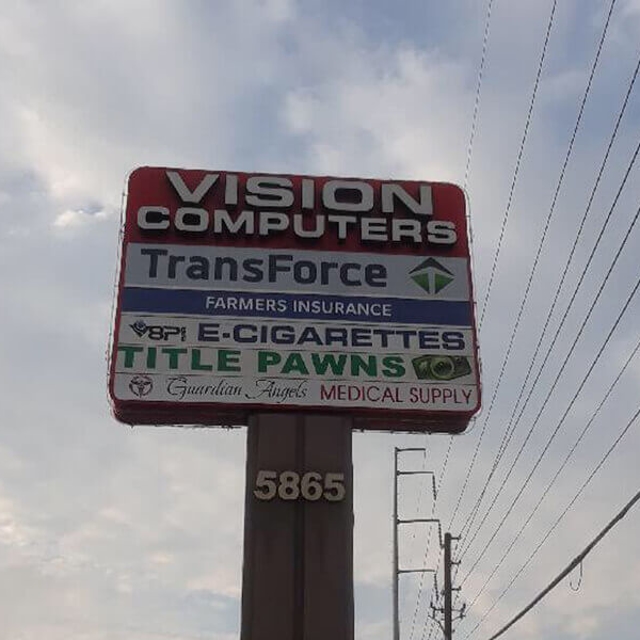 VISION
COMPUTERS
TransForce
FARMERS INSURANCE
E-CIGARETTES
TITLE PAWNS
Guardian Angels MEDICAL SUPPLY
5865